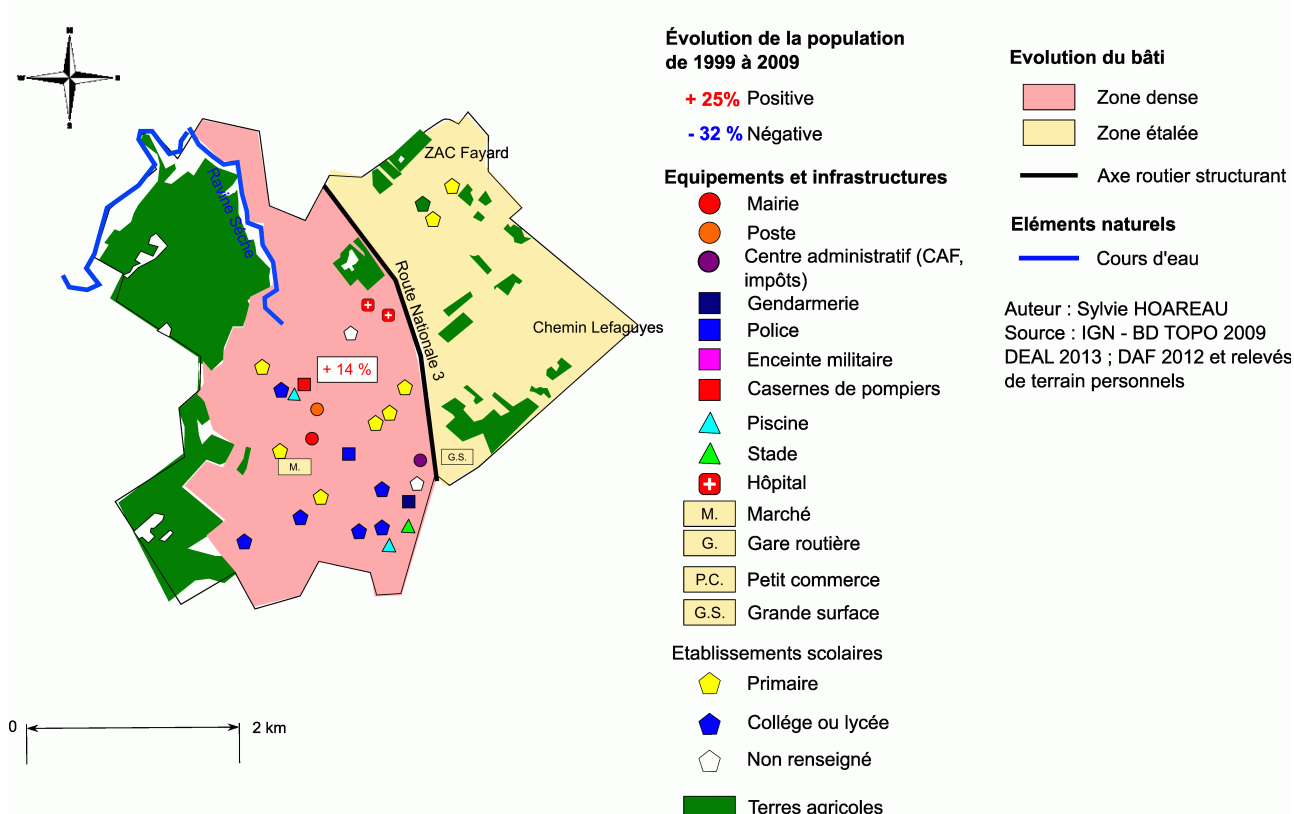 N
W
E
S
ZAC Fayard
Ravine Sèche
Route Nationale 3
Chemin Lefaguyes
+ 14 %
M.
G.S.
0
2 km
Évolution de la population
de 1999 à 2009
+ 25% Positive
- 32 % Négative
Equipements et infrastructures
Mairie
Poste
Centre administratif (CAF,
impôts)
Gendarmerie
Police
Enceinte militaire
Casernes de pompiers
Piscine
Stade
Hôpital
M. Marché
G. Gare routière
P.C. Petit commerce
G.S. Grande surface
Etablissements scolaires
Primaire
Collége ou lycée
Non renseigné
Terres agricoles
Evolution du bâti
Zone dense
Zone étalée
Axe routier structurant
Eléments naturels
Cours d'eau
Auteur : Sylvie HOAREAU
Source : IGN - BD TOPO 2009
DEAL 2013 ; DAF 2012 et relevés
de terrain personnels